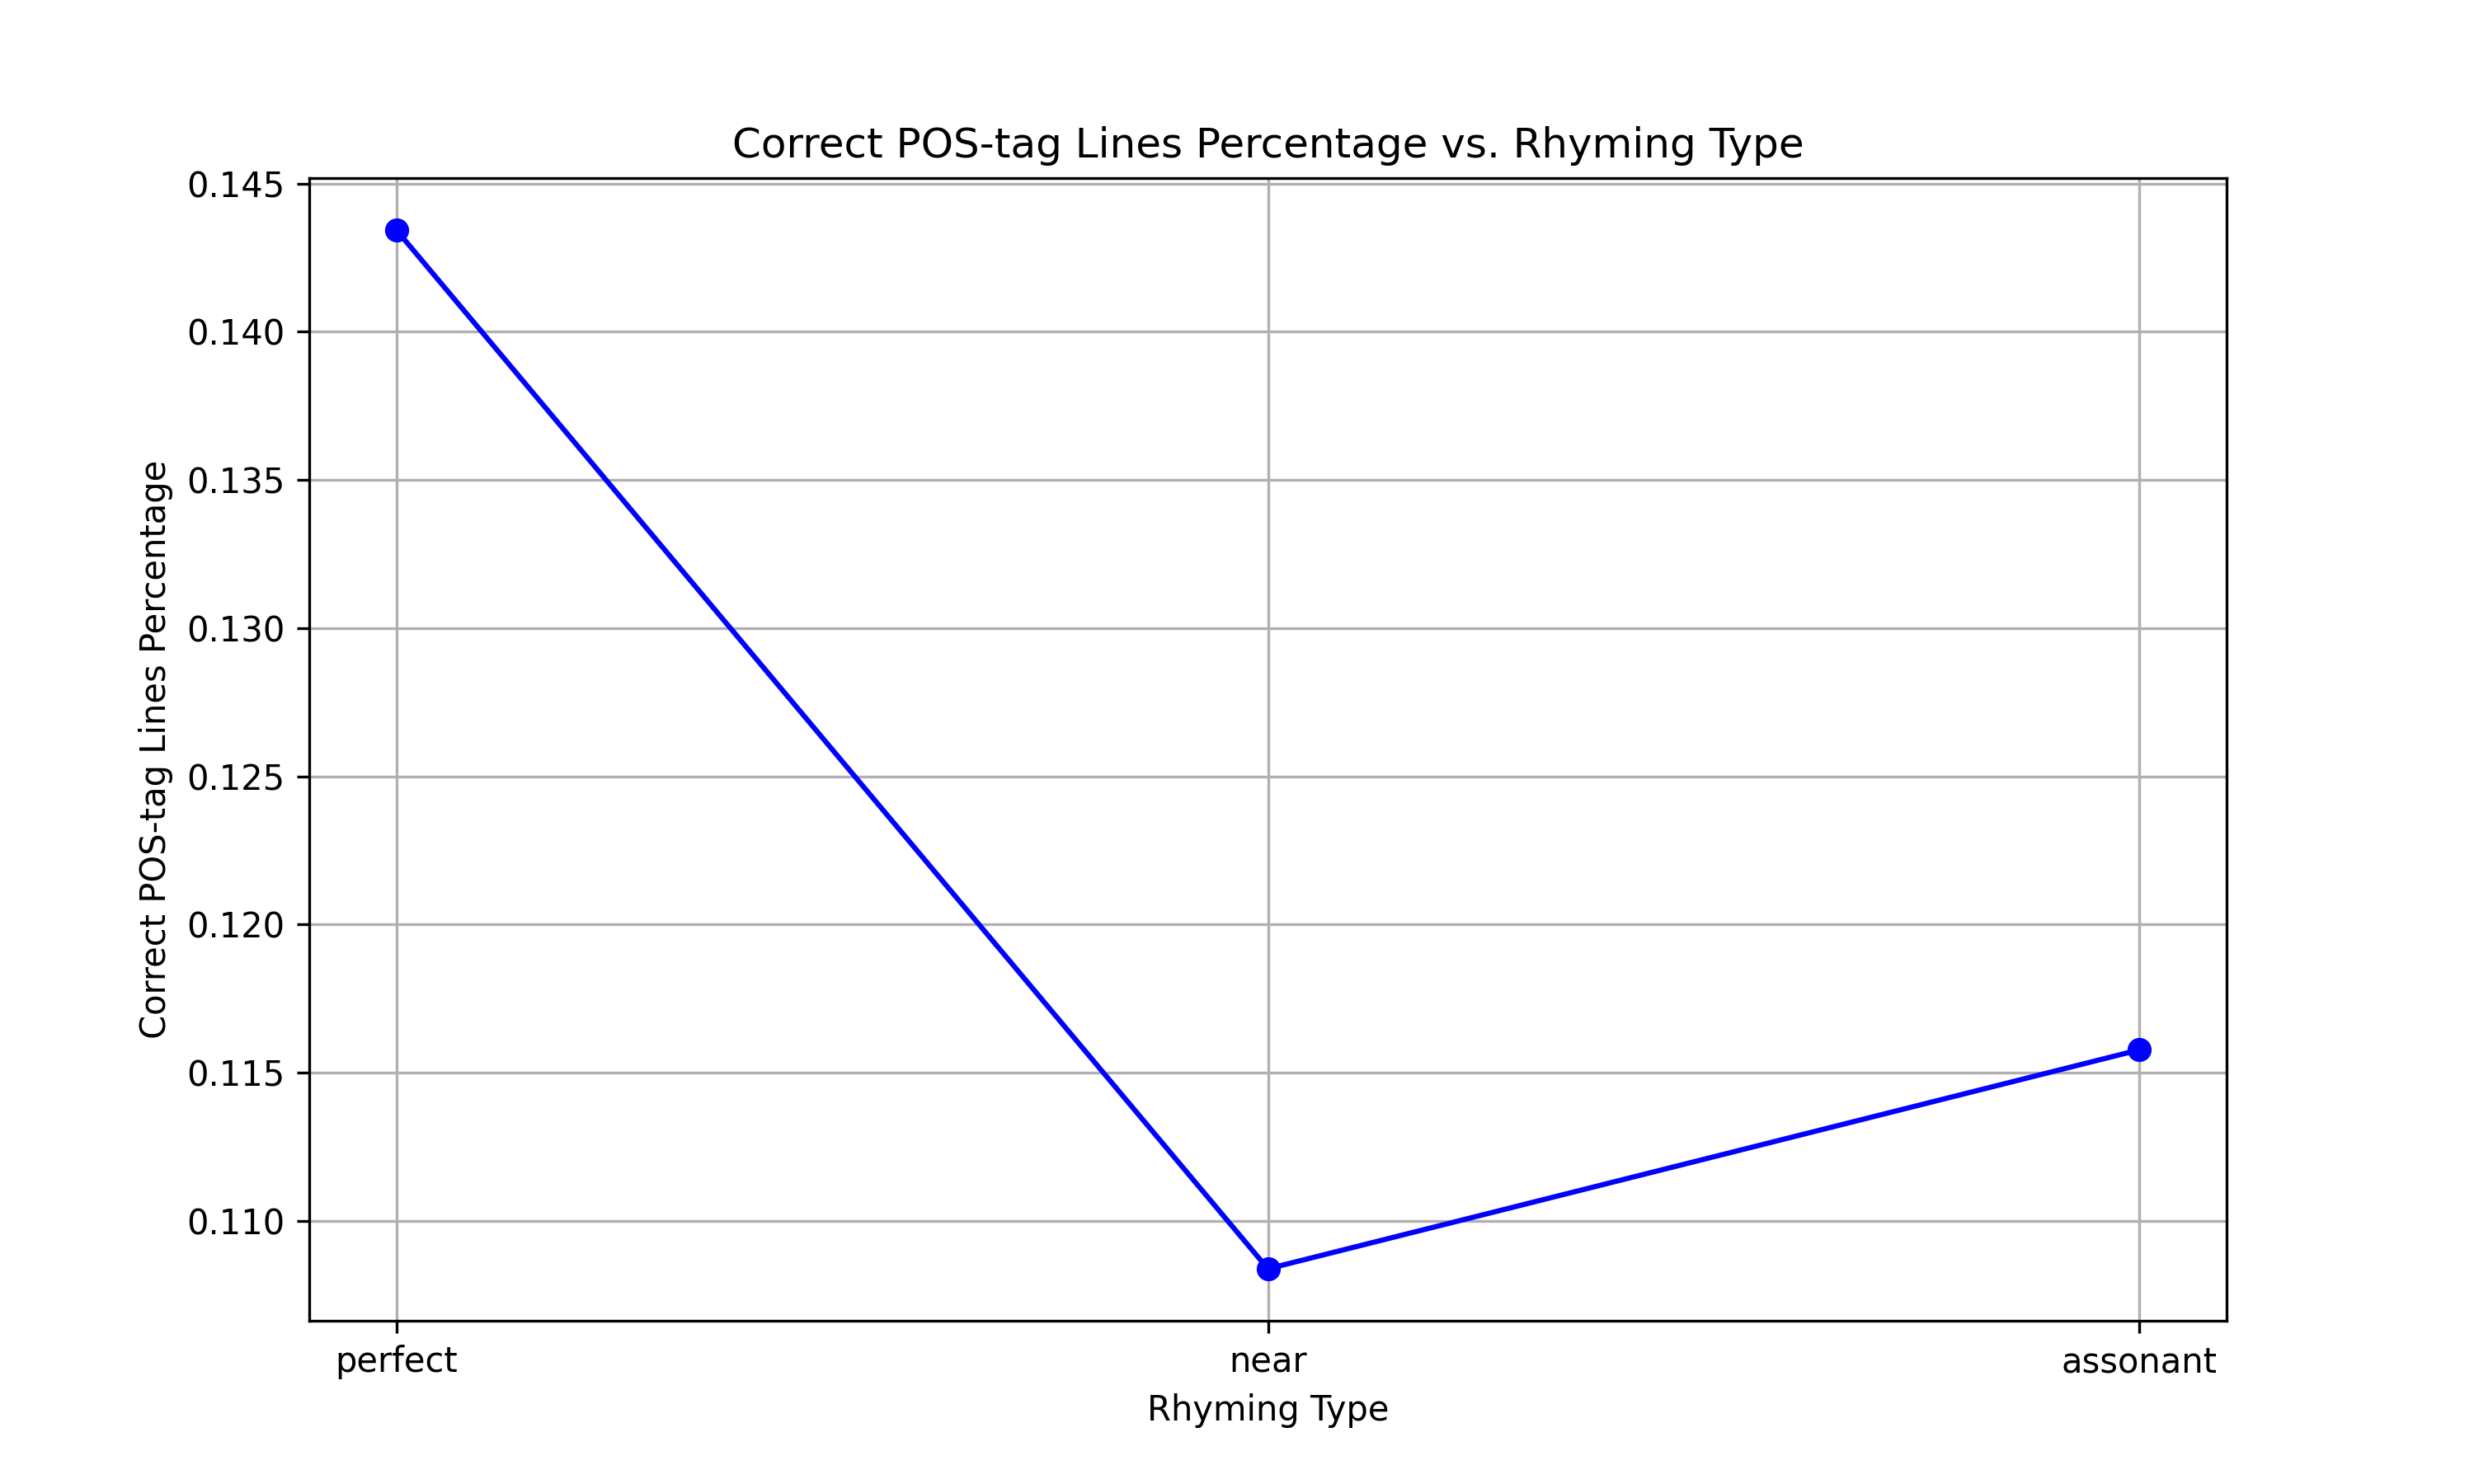 Correct POS-tag Lines Percentage vs. Rhyming Type
Correct POS-tag Lines Percentage
0.145
0.140
0.135
0.130
0.125
0.120
0.115
0.110
perfect near assonant
Rhyming Type